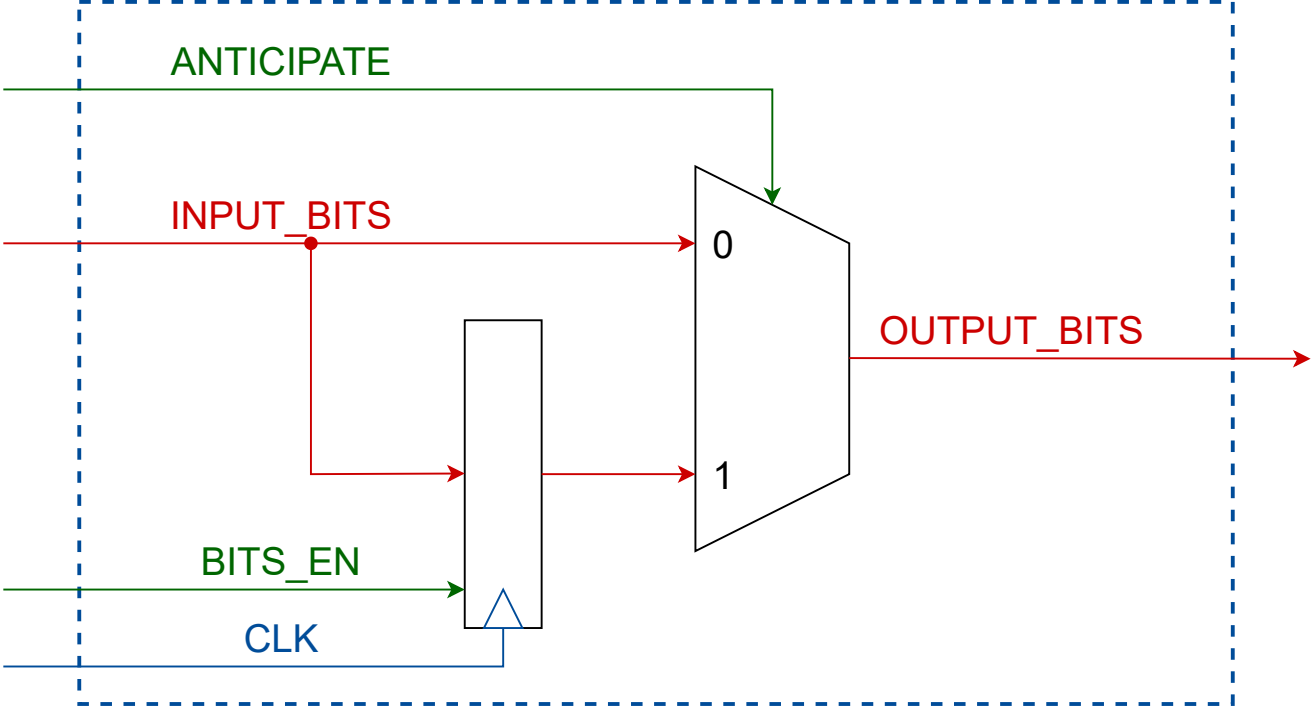 ANTICIPATE
INPUT_BITS
0
OUTPUT_BITS
1
BITS_EN
CLK